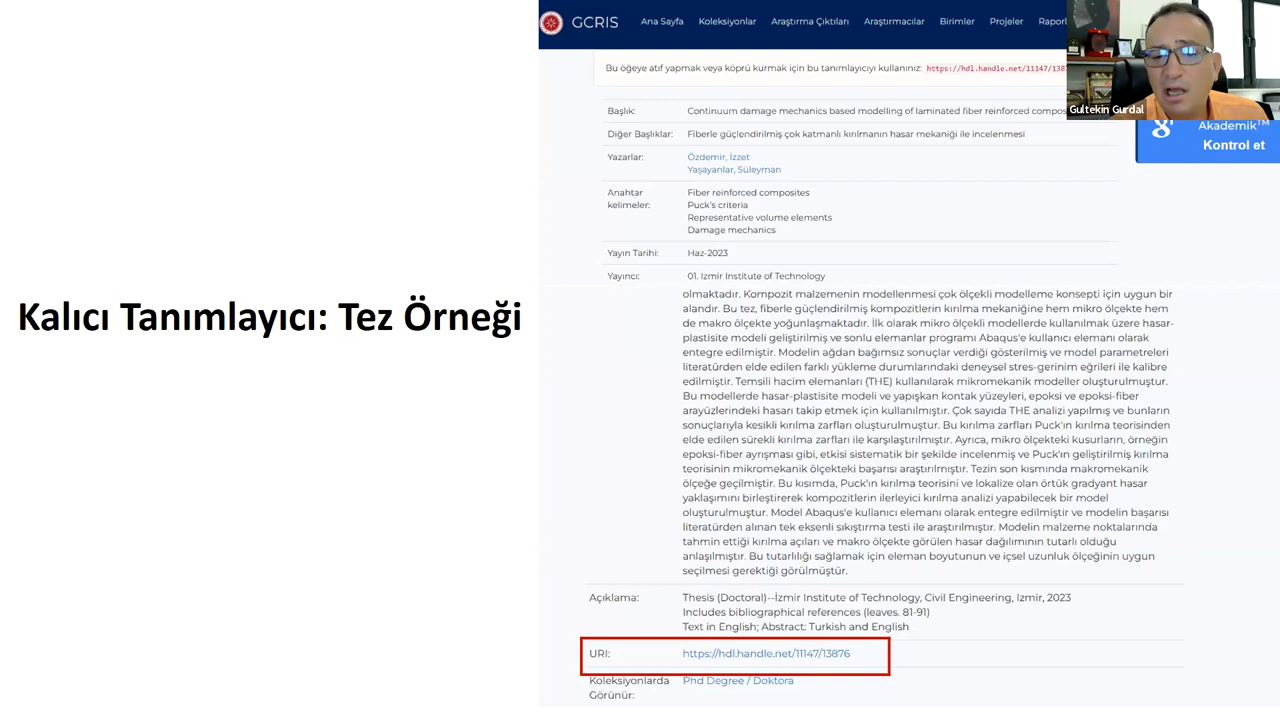 Kalıcı Tanımlayıcı: Tez Örneği
GCRIS
Ana Sayfa Koleksiyonlar Araştırma Çıktıları Araştırmacılar Birimler Projeler Raporl
Bu öğeye atıf yapmak veya köprü kurmak için bu tanımlayıcıyı kullanınız: https://hdl.handle.net/11147/138
Gultekin Gurdal
Akademik™
Kontrol et
Başlık: Continuum damage mechanics based modelling of laminated fiber reinforced compos
Diğer Başlıklar: Fiberle güçlendirilmiş çok katmanlı kırılmanın hasar mekaniği ile incelenmesi
Yazarlar: Özdemir, İzzet
Yaşayanlar, Süleyman
Anahtar kelimeler: Fiber reinforced composites
Puck's criteria
Representative volume elements
Damage mechanics
Yayın Tarihi: Haz-2023
Yayıncı: 01. Izmir Institute of Technology
olmaktadır. Kompozit malzemenin modellenmesi çok ölçekli modelleme konsepti için uygun bir
alandır. Bu tez, fiberle güçlendirilmiş kompozitlerin kırılma mekaniğine hem mikro ölçekte hem
de makro ölçekte yoğunlaşmaktadır. İlk olarak mikro ölçekli modellerde kullanılmak üzere hasar-
plastisite modeli geliştirilmiş ve sonlu elemanlar programı Abaqus'e kullanıcı elemanı olarak
entegre edilmiştir. Modelin ağdan bağımsız sonuçlar verdiği gösterilmiş ve model parametreleri
literatürden elde edilen farklı yükleme durumlarındaki deneysel stres-gerinim eğrileri ile kalibre
edilmiştir. Temsili hacim elemanları (THE) kullanılarak mikromekanik modeller oluşturulmuştur.
Bu modellerde hasar-plastisite modeli ve yapışkan kontak yüzeyleri, epoksi ve epoksi-fiber
arayüzlerindeki hasarı takip etmek için kullanılmıştır. Çok sayıda THE analizi yapılmış ve bunların
sonuçlarıyla kesikli kırılma zarfları oluşturulmuştur. Bu kırılma zarfları Puck'ın kırılma teorisinden
elde edilen sürekli kırılma zarfları ile karşılaştırılmıştır. Ayrıca, mikro ölçekteki kusurların, örneğin
epoksi-fiber ayrışması gibi, etkisi sistematik bir şekilde incelenmiş ve Puck'ın geliştirilmiş kırılma
teorisinin mikromekanik ölçekteki başarısı araştırılmıştır. Tezin son kısmında makromekanik
ölçeğe geçilmiştir. Bu kısımda, Puck'ın kırılma teorisini ve lokalize olan örtük gradyant hasar
yaklaşımını birleştirerek kompozitlerin ilerleyici kırılma analizi yapabilecek bir model
oluşturulmuştur. Model Abaqus'e kullanıcı elemanı olarak entegre edilmiştir ve modelin başarısı
literatürden alınan tek eksenli sıkıştırma testi ile araştırılmıştır. Modelin malzeme noktalarında
tahmin ettiği kırılma açıları ve makro ölçekte görülen hasar dağılımının tutarlı olduğu
anlaşılmıştır. Bu tutarlılığı sağlamak için eleman boyutunun ve içsel uzunluk ölçeğinin uygun
seçilmesi gerektiği görülmüştür.
Açıklama: Thesis (Doctoral)--İzmir Institute of Technology, Civil Engineering, Izmir, 2023
Includes bibliographical references (leaves. 81-91)
Text in English; Abstract: Turkish and English
URI: https://hdl.handle.net/11147/13876
Koleksiyonlarda Görünür: Phd Degree / Doktora